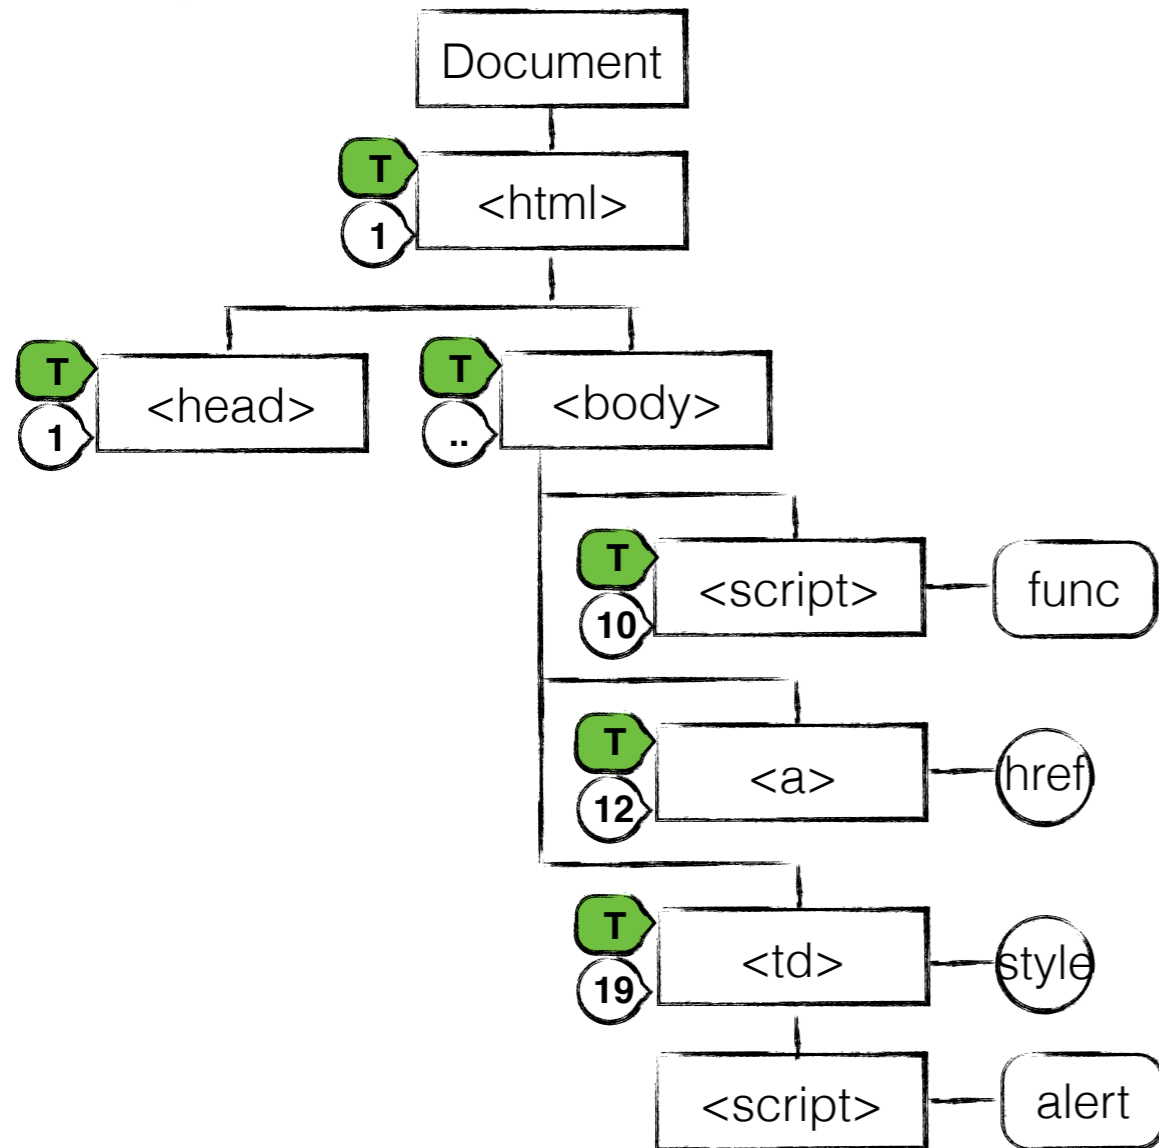 Document
T
<html>
1
T
<head>
1
T
<body>
..
T
<script>
func
10
T
<a>
href
12
T
<td>
style
19
<script>
alert